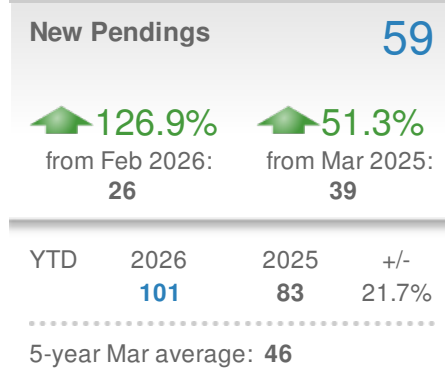 New Pendings 59
126.9% 51.3%
from Feb 2026: from Mar 2025:
26 39
YTD 2026 2025 +/-
101 83 21.7%
5-year Mar average: 46